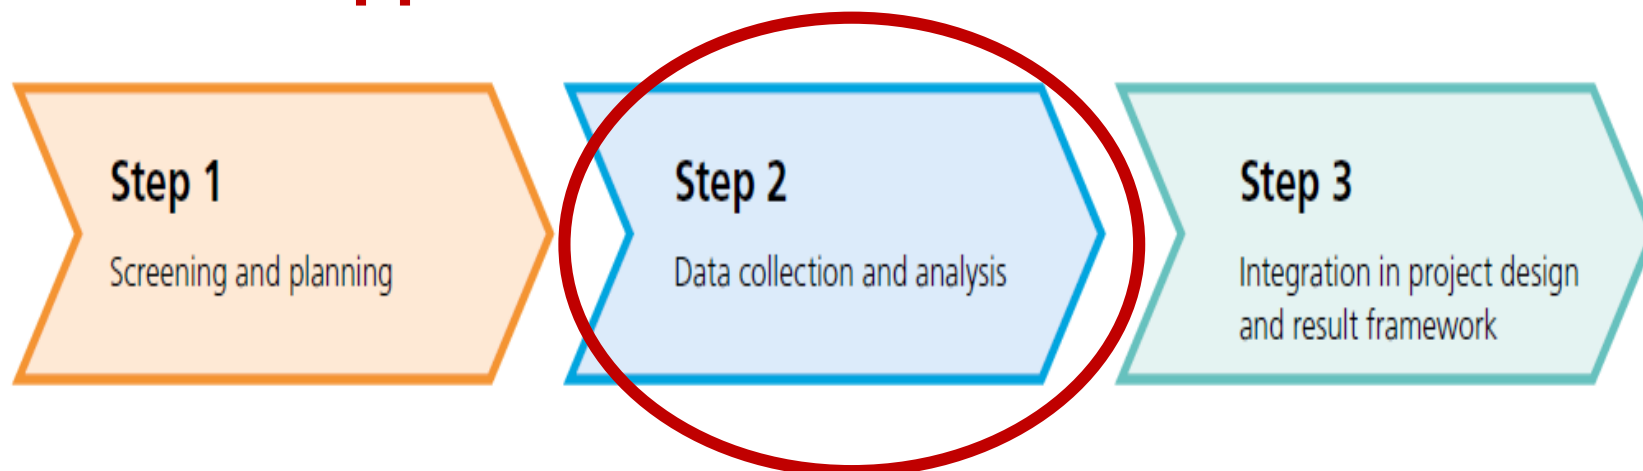 Step 1
Screening and planning
Step 2
Data collection and analysis
Step 3
Integration in project design
and result framework